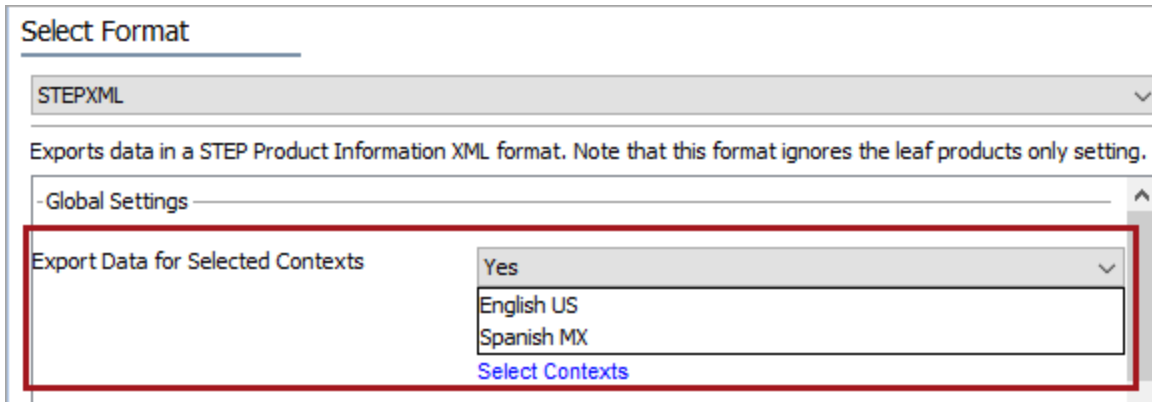 Select Format
STEPXML
Exports data in a STEP Product Information XML format. Note that this format ignores the leaf products only setting.
Global Settings
Export Data for Selected Contexts Yes
English US
Spanish MX
Select Contexts